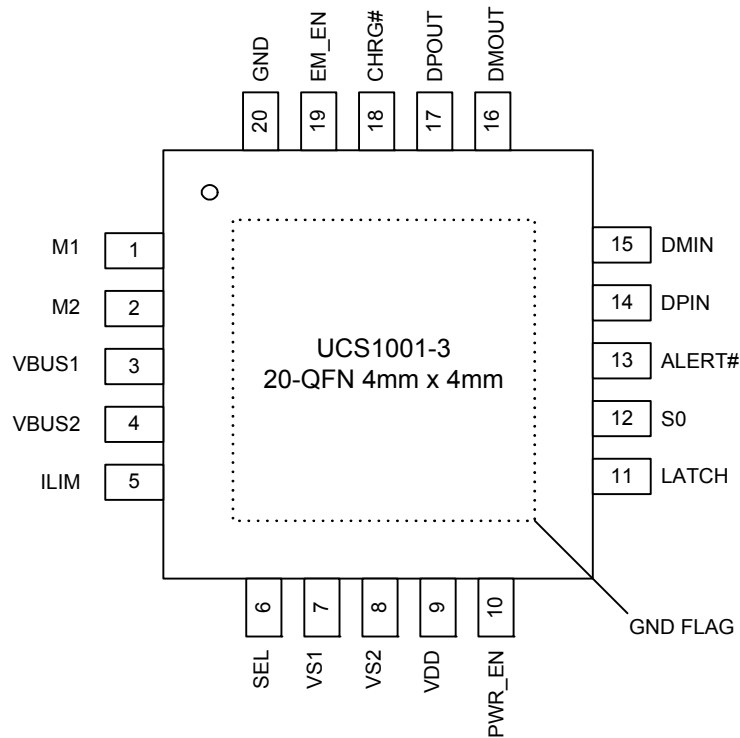 GND
EM_EN
CHRG#
DPOUT
DMOUT
20
19
18
17
16
M1 1
M2 2
VBUS1 3
VBUS2 4
ILIM 5
UCS1001-3
20-QFN 4mm x 4mm
15 DMIN
14 DPIN
13 ALERT#
12 S0
11 LATCH
6
7
8
9
10
SEL
VS1
VS2
VDD
PWR_EN
GND FLAG